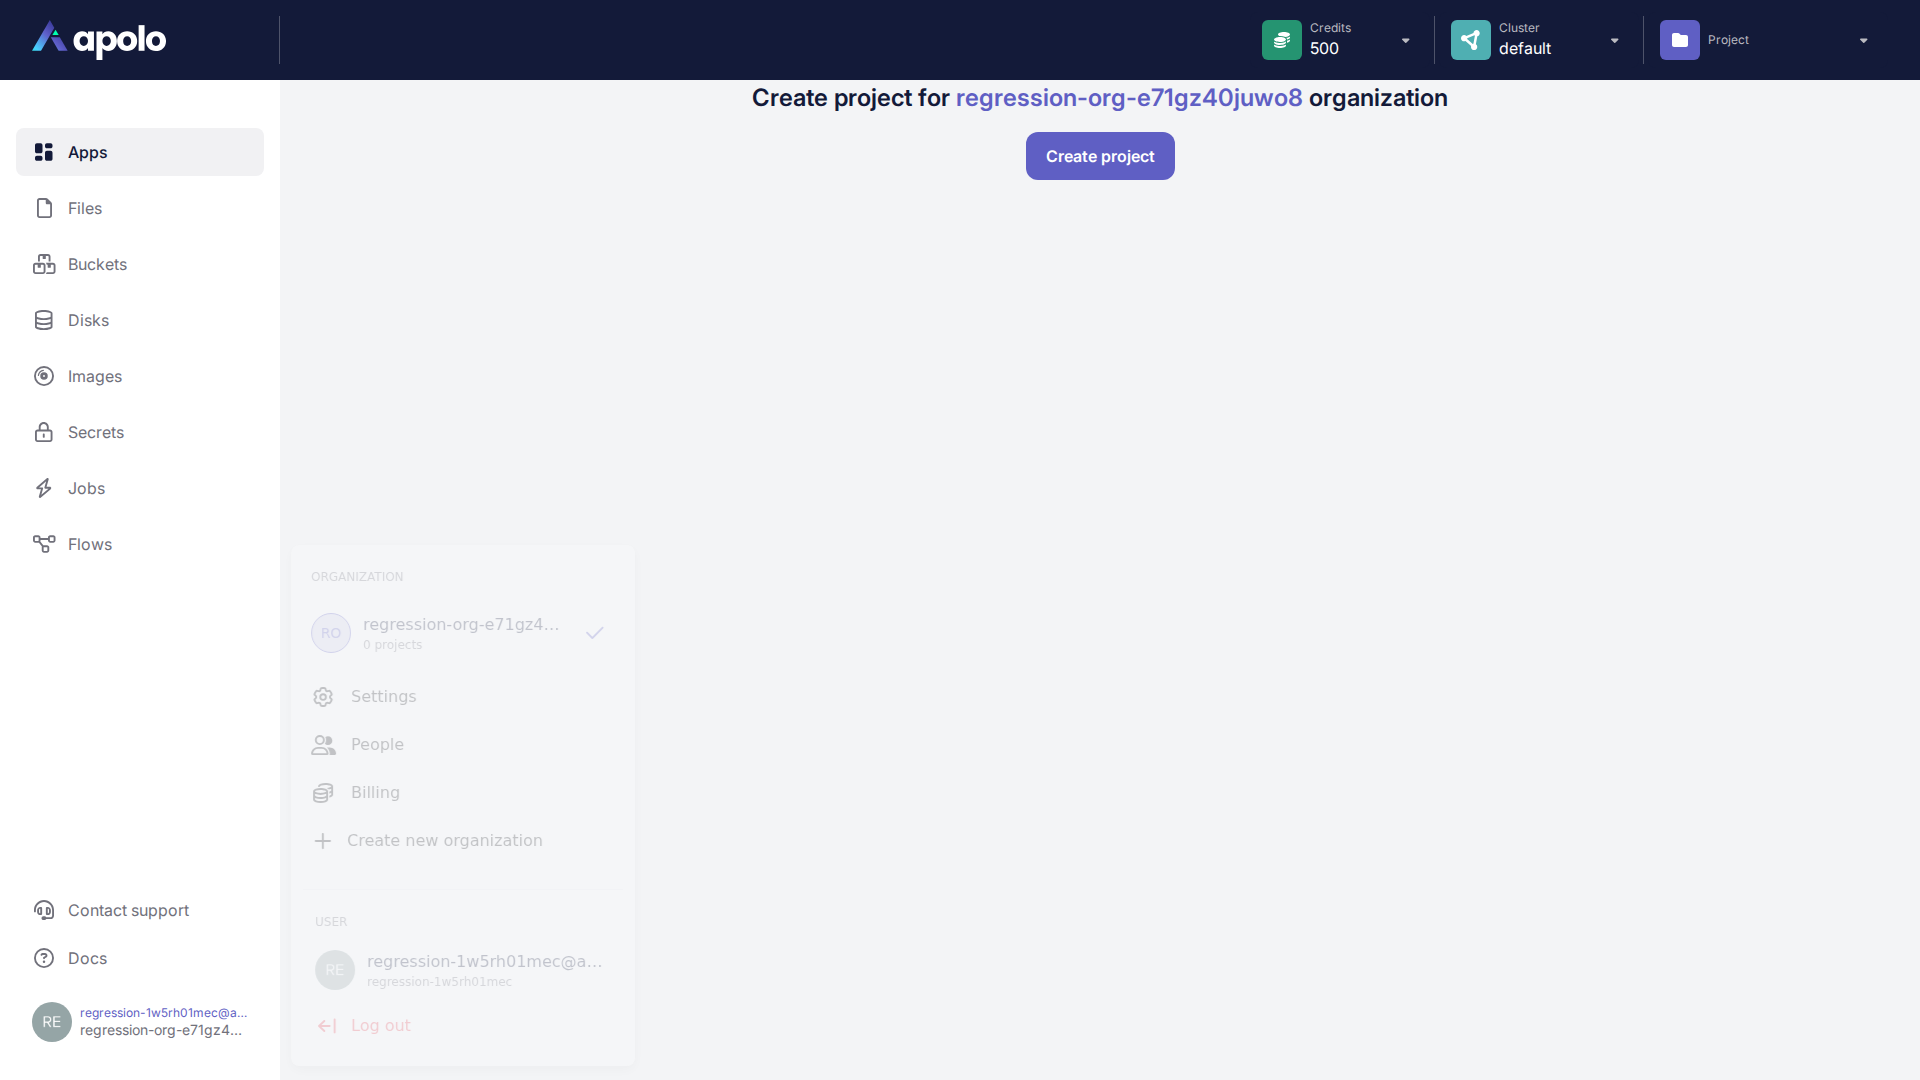 apolo
Credits
500
Cluster
default
Project
Create project for regression-org-e71gz40juwo8 organization
Create project
Apps
Files
Buckets
Disks
Images
Secrets
Jobs
Flows
ORGANIZATION
RO
regression-org-e71gz4...
0 projects
Settings
People
Billing
Create new organization
USER
RE
regression-1w5rh01mec@a...
regression-1w5rh01mec
Log out
Contact support
Docs
RE
regression-1w5rh01mec@a...
regression-org-e71gz4...